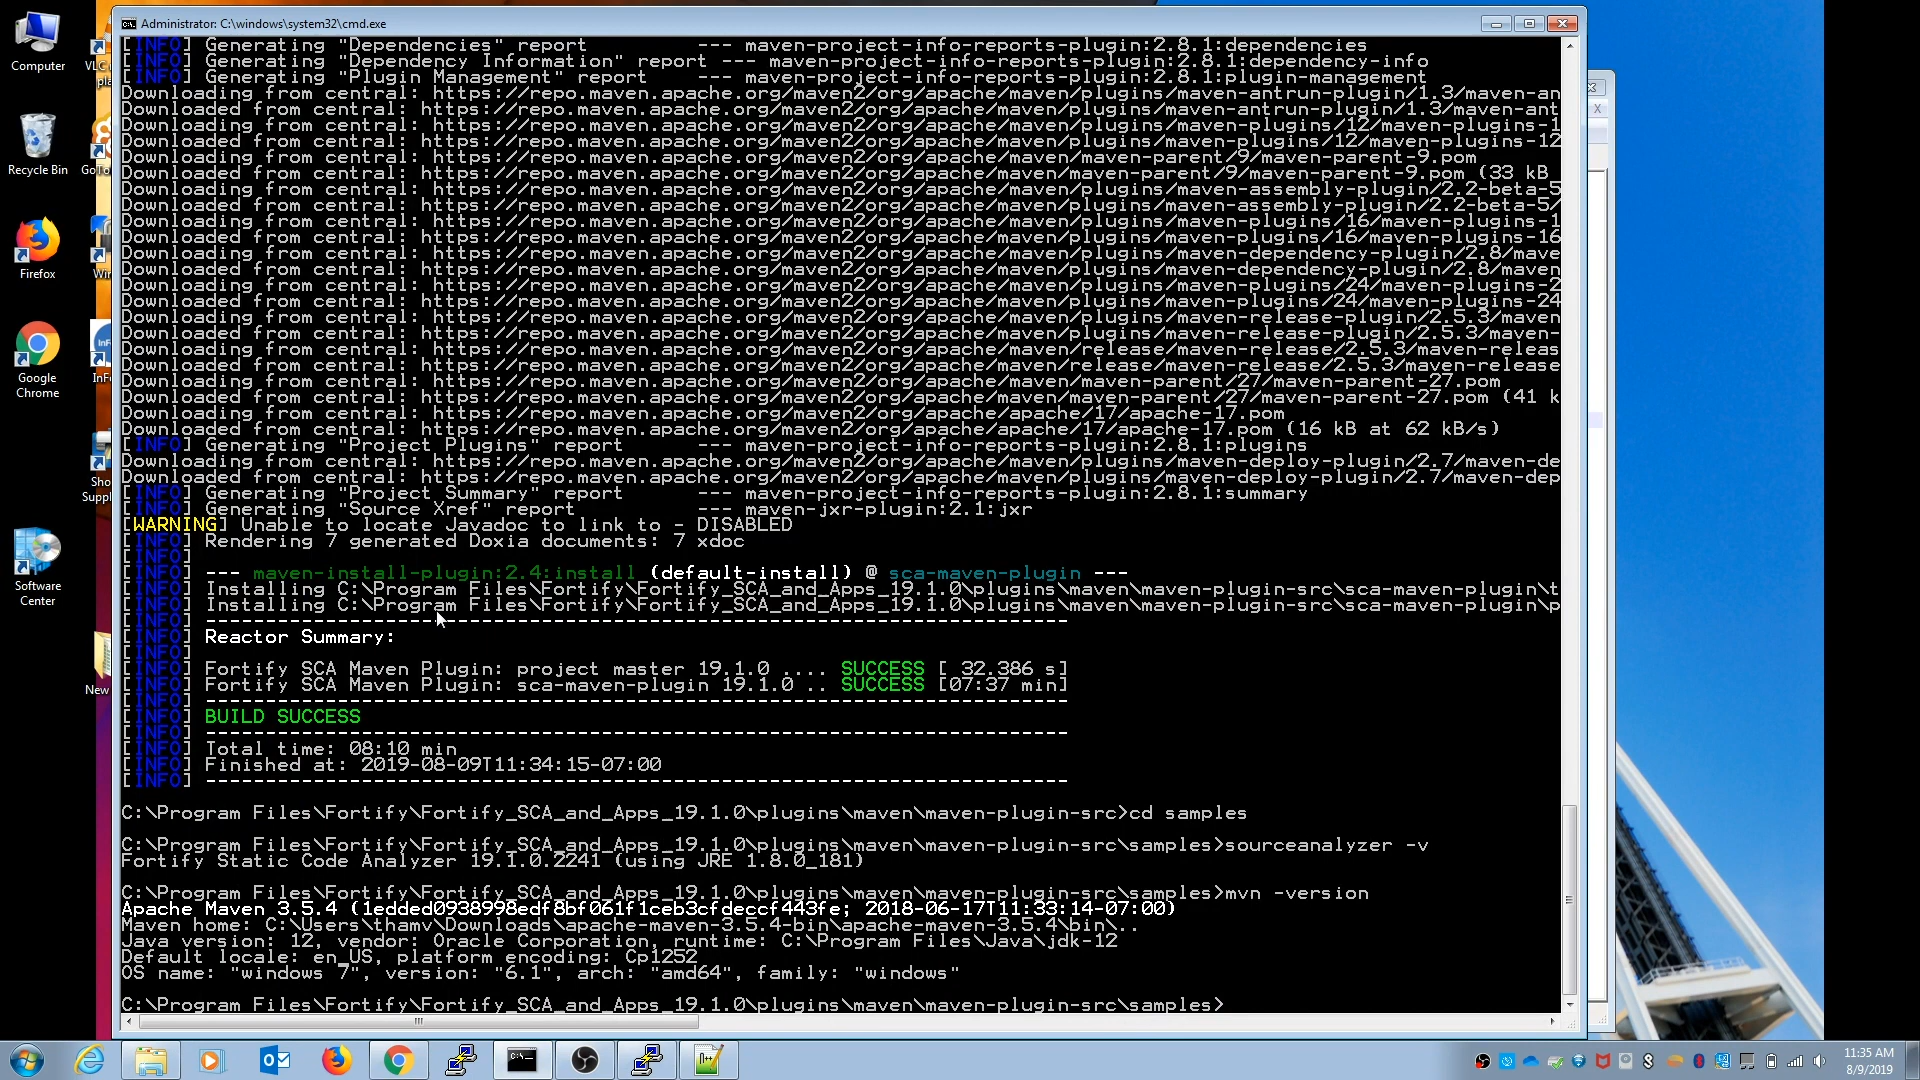 Administrator: C:\windows\system32\cmd.exe
[INFO] Generating "Dependencies" report --- maven-project-info-reports-plugin:2.8.1:dependencies
[INFO] Generating "Dependency Information" report --- maven-project-info-reports-plugin:2.8.1:dependency-info
[INFO] Generating "Plugin Management" report --- maven-project-info-reports-plugin:2.8.1:plugin-management
Downloading from central: https://repo.maven.apache.org/maven2/org/apache/maven/plugins/maven-antrun-plugin/1.3/maven-an
Downloaded from central: https://repo.maven.apache.org/maven2/org/apache/maven/plugins/maven-antrun-plugin/1.3/maven-ant
Downloading from central: https://repo.maven.apache.org/maven2/org/apache/maven/plugins/maven-plugins/12/maven-plugins-1
Downloaded from central: https://repo.maven.apache.org/maven2/org/apache/maven/plugins/maven-plugins/12/maven-plugins-12
Downloading from central: https://repo.maven.apache.org/maven2/org/apache/maven/maven-parent/9/maven-parent-9.pom
Downloaded from central: https://repo.maven.apache.org/maven2/org/apache/maven/maven-parent/9/maven-parent-9.pom (33 kB
Downloading from central: https://repo.maven.apache.org/maven2/org/apache/maven/plugins/maven-assembly-plugin/2.2-beta-5
Downloaded from central: https://repo.maven.apache.org/maven2/org/apache/maven/plugins/maven-assembly-plugin/2.2-beta-5/
Downloading from central: https://repo.maven.apache.org/maven2/org/apache/maven/plugins/maven-plugins/16/maven-plugins-1
Downloaded from central: https://repo.maven.apache.org/maven2/org/apache/maven/plugins/maven-plugins/16/maven-plugins-16
Downloading from central: https://repo.maven.apache.org/maven2/org/apache/maven/plugins/maven-dependency-plugin/2.8/maven
Downloaded from central: https://repo.maven.apache.org/maven2/org/apache/maven/plugins/maven-dependency-plugin/2.8/maven
Downloading from central: https://repo.maven.apache.org/maven2/org/apache/maven/plugins/maven-plugins/24/maven-plugins-2
Downloaded from central: https://repo.maven.apache.org/maven2/org/apache/maven/plugins/maven-plugins/24/maven-plugins-24
Downloading from central: https://repo.maven.apache.org/maven2/org/apache/maven/plugins/maven-release-plugin/2.5.3/maven
Downloaded from central: https://repo.maven.apache.org/maven2/org/apache/maven/plugins/maven-release-plugin/2.5.3/maven-
Downloading from central: https://repo.maven.apache.org/maven2/org/apache/maven/release/maven-release/2.5.3/maven-releas
Downloaded from central: https://repo.maven.apache.org/maven2/org/apache/maven/release/maven-release/2.5.3/maven-release
Downloading from central: https://repo.maven.apache.org/maven2/org/apache/maven/maven-parent/27/maven-parent-27.pom
Downloaded from central: https://repo.maven.apache.org/maven2/org/apache/maven/maven-parent/27/maven-parent-27.pom (41 k
Downloading from central: https://repo.maven.apache.org/maven2/org/apache/apache/17/apache-17.pom
Downloaded from central: https://repo.maven.apache.org/maven2/org/apache/apache/17/apache-17.pom (16 kB at 62 kB/s)
[INFO] Generating "Project Plugins" report --- maven-project-info-reports-plugin:2.8.1:plugins
Downloading from central: https://repo.maven.apache.org/maven2/org/apache/maven/plugins/maven-deploy-plugin/2.7/maven-de
Downloaded from central: https://repo.maven.apache.org/maven2/org/apache/maven/plugins/maven-deploy-plugin/2.7/maven-dep
[INFO] Generating "Project Summary" report --- maven-project-info-reports-plugin:2.8.1:summary
[INFO] Generating "Source Xref" report --- maven-jxr-plugin:2.1:jxr
[WARNING] Unable to locate Javadoc to link to - DISABLED
[INFO] Rendering 7 generated Doxia documents: 7 xdoc
[INFO]
[INFO] --- maven-install-plugin:2.4:install (default-install) @ sca-maven-plugin ---
[INFO] Installing C:\Program Files\Fortify\Fortify_SCA_and_Apps_19.1.0\plugins\maven\maven-plugin-src\sca-maven-plugin\t
[INFO] Installing C:\Program Files\Fortify\Fortify_SCA_and_Apps_19.1.0\plugins\maven\maven-plugin-src\sca-maven-plugin\p
[INFO] ------------------------------------------------------------------------
[INFO] Reactor Summary:
[INFO]
[INFO] Fortify SCA Maven Plugin: project master 19.1.0 .... SUCCESS [ 32.386 s]
[INFO] Fortify SCA Maven Plugin: sca-maven-plugin 19.1.0 .. SUCCESS [07:37 min]
[INFO] ------------------------------------------------------------------------
[INFO] BUILD SUCCESS
[INFO] ------------------------------------------------------------------------
[INFO] Total time: 08:10 min
[INFO] Finished at: 2019-08-09T11:34:15-07:00
[INFO] ------------------------------------------------------------------------
C:\Program Files\Fortify\Fortify_SCA_and_Apps_19.1.0\plugins\maven\maven-plugin-src>cd samples
C:\Program Files\Fortify\Fortify_SCA_and_Apps_19.1.0\plugins\maven\maven-plugin-src\samples>sourceanalyzer -v
Fortify Static Code Analyzer 19.1.0.2241 (using JRE 1.8.0_181)
C:\Program Files\Fortify\Fortify_SCA_and_Apps_19.1.0\plugins\maven\maven-plugin-src\samples>mvn -version
Apache Maven 3.5.4 (1edded0938998edf8bf061f1ceb3cfdeccf443fe; 2018-06-17T11:33:14-07:00)
Maven home: C:\Users\thamv\Downloads\apache-maven-3.5.4-bin\apache-maven-3.5.4\bin\..
Java version: 12, vendor: Oracle Corporation, runtime: C:\Program Files\Java\jdk-12
Default locale: en_US, platform encoding: Cp1252
OS name: "windows 7", version: "6.1", arch: "amd64", family: "windows"
C:\Program Files\Fortify\Fortify_SCA_and_Apps_19.1.0\plugins\maven\maven-plugin-src\samples>
Computer
Recycle Bin
Firefox
Google
Chrome
Software
Center
VLC
pla
GoTo
Win
InF
Sho
Suppl
New
11:35 AM
8/9/2019